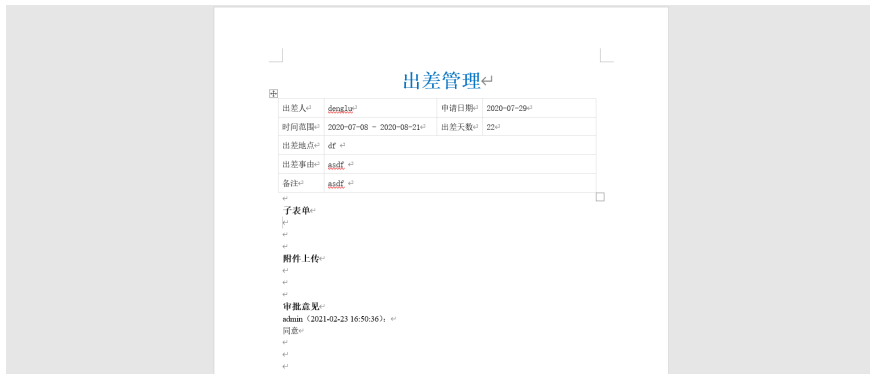 出差管理
出差人 denglu 申请日期 2020-07-29
时间范围 2020-07-08 - 2020-08-21 出差天数 22
出差地点 df
出差事由 asdf
备注 asdf
子表单
附件上传
审批意见
admin（2021-02-23 16:50:36）:
同意